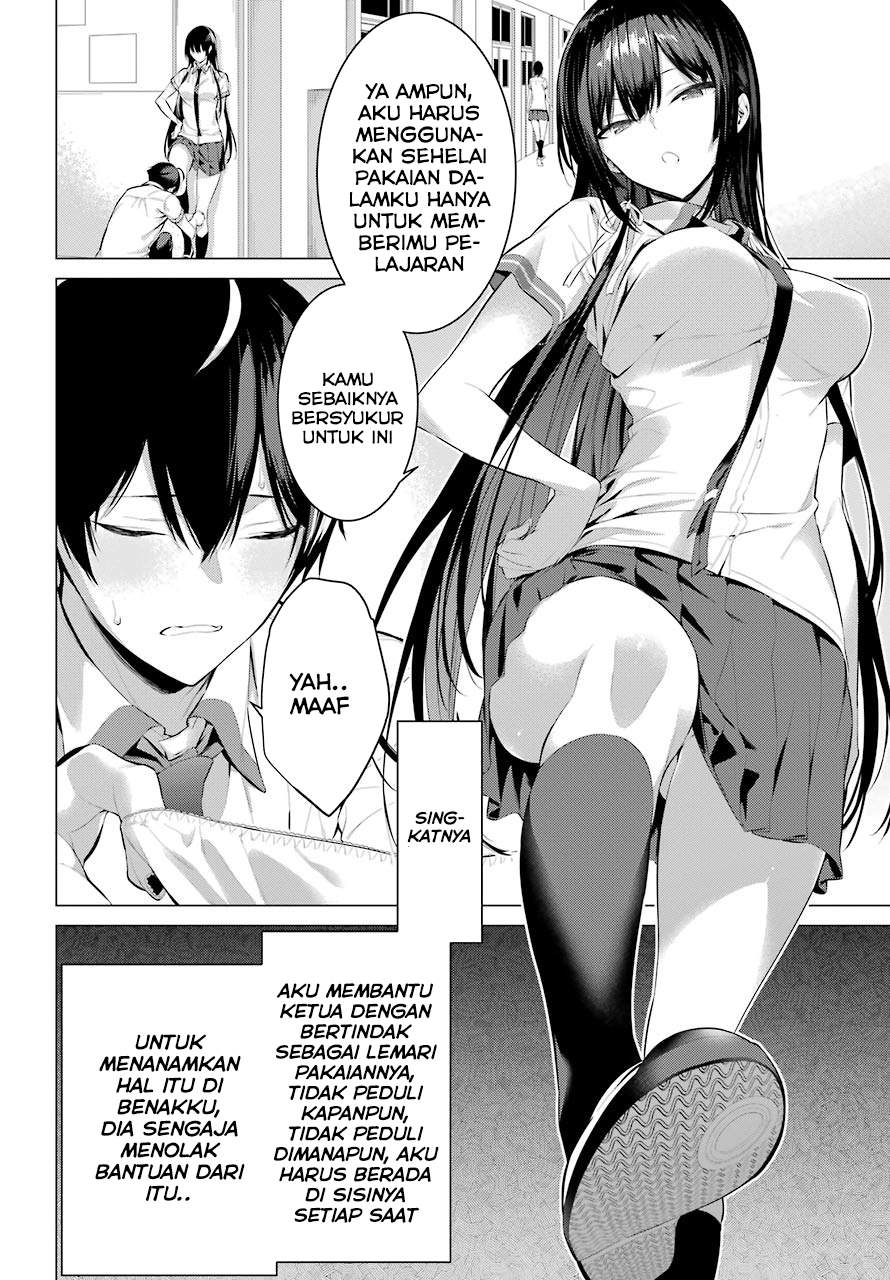 YA AMPUN,
AKU HARUS
MENGGUNA-
KAN SEHELAI
PAKAIAN DA-
LAMKU HANYA
UNTUK MEM-
BERIMU PE-
LAJARAN
KAMU
SEBAIKNYA
BERSYUKUR
UNTUK INI
YAH..
MAAF
SING-
KATNYA
AKU MEMBANTU
KETUA DENGAN
BERTINDAK
SEBAGAI LEMARI
PAKAIANNYA,
TIDAK PEDULI
KAPANPUN,
TIDAK PEDULI
DIMANAPUN, AKU
HARUS BERADA
DI SISINYA
SETIAP SAAT
UNTUK
MENANAMKAN
HAL ITU DI
BENAKKU,
DIA SENGAJA
MENOLAK
BANTUAN DARI
ITU..